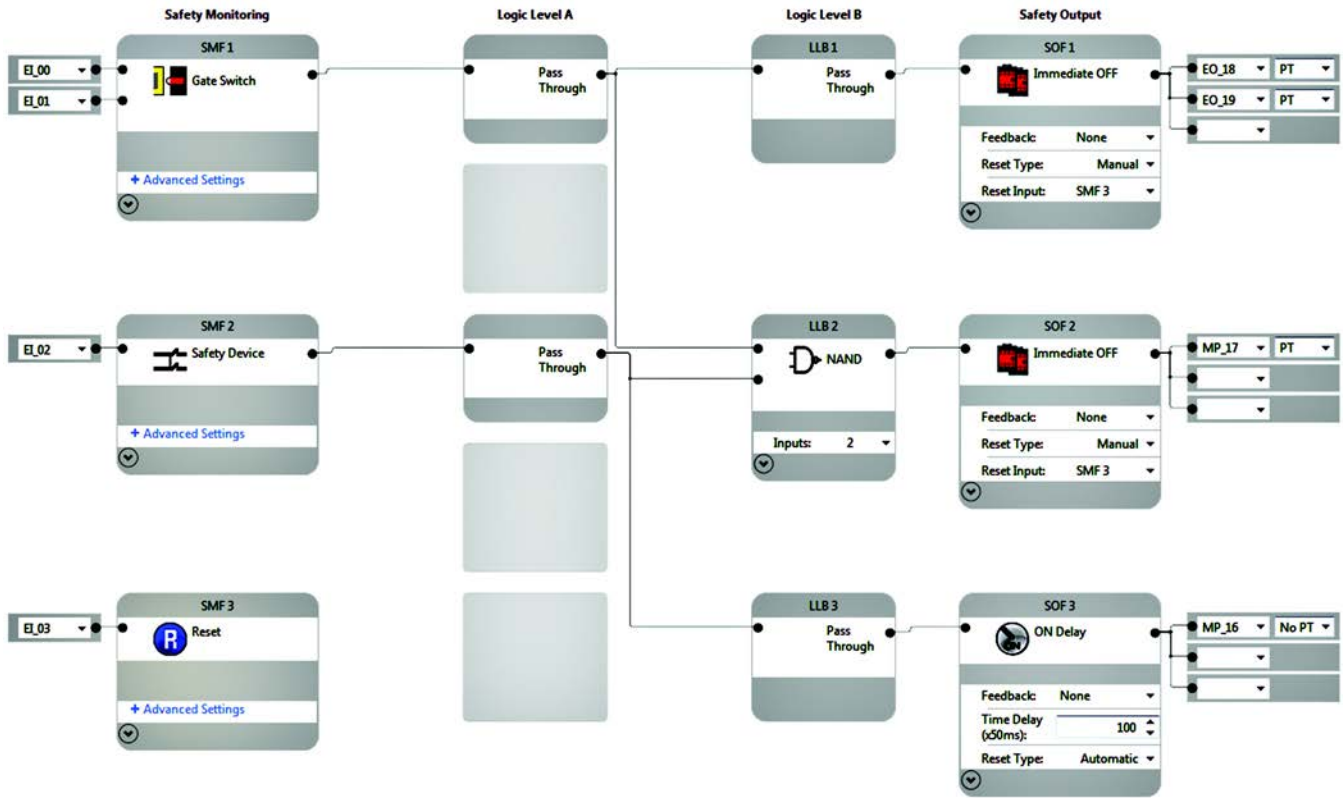 Safety Monitoring
Logic Level A
Logic Level B
Safety Output
SMF 1
EI_00
EI_01
Gate Switch
+ Advanced Settings
Pass
Through
LLB 1
Pass
Through
SOF 1
Immediate OFF
Feedback: None
Reset Type: Manual
Reset Input: SMF 3
EO_18 PT
EO_19 PT
SMF 2
EI_02
Safety Device
+ Advanced Settings
Pass
Through
LLB 2
NAND
Inputs: 2
SOF 2
Immediate OFF
Feedback: None
Reset Type: Manual
Reset Input: SMF 3
MP_17 PT
SMF 3
EI_03
R
Reset
+ Advanced Settings
LLB 3
Pass
Through
SOF 3
ON
ON Delay
Feedback: None
Time Delay
(x50ms): 100
Reset Type: Automatic
MP_16 No PT